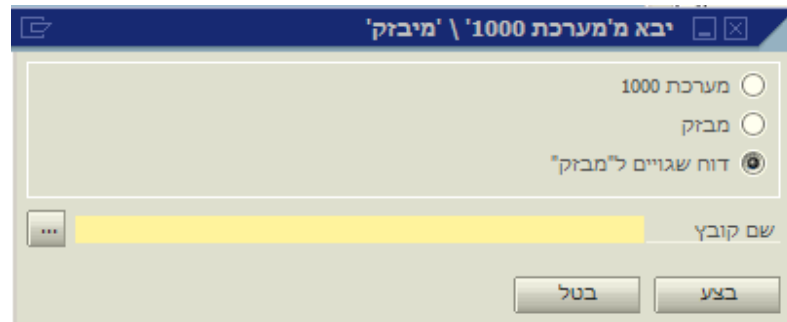 יבא מ'מערכת 1000' \ 'מיבזק'
מערכת 1000
מבזק
דוח שגויים ל"מבזק"
שם קובץ
...
בצע בטל